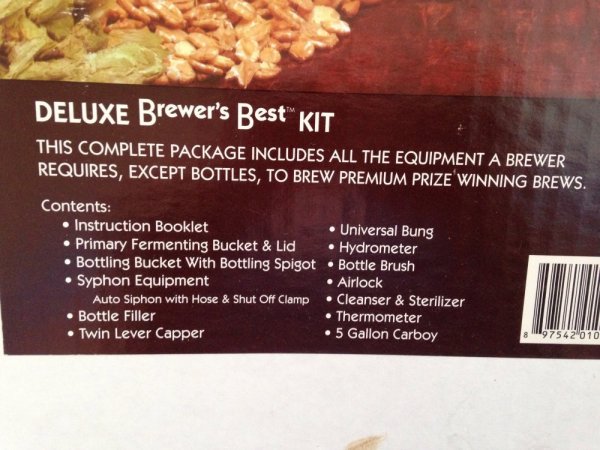 DELUXE Brewer's Best™ KIT
THIS COMPLETE PACKAGE INCLUDES ALL THE EQUIPMENT A BREWER
REQUIRES, EXCEPT BOTTLES, TO BREW PREMIUM PRIZE WINNING BREWS.
Contents:
• Instruction Booklet
• Primary Fermenting Bucket & Lid
• Bottling Bucket With Bottling Spigot
• Syphon Equipment
Auto Siphon with Hose & Shut Off Clamp
• Bottle Filler
• Twin Lever Capper
• Universal Bung
• Hydrometer
• Bottle Brush
• Airlock
• Cleanser & Sterilizer
• Thermometer
• 5 Gallon Carboy
8 97542 010